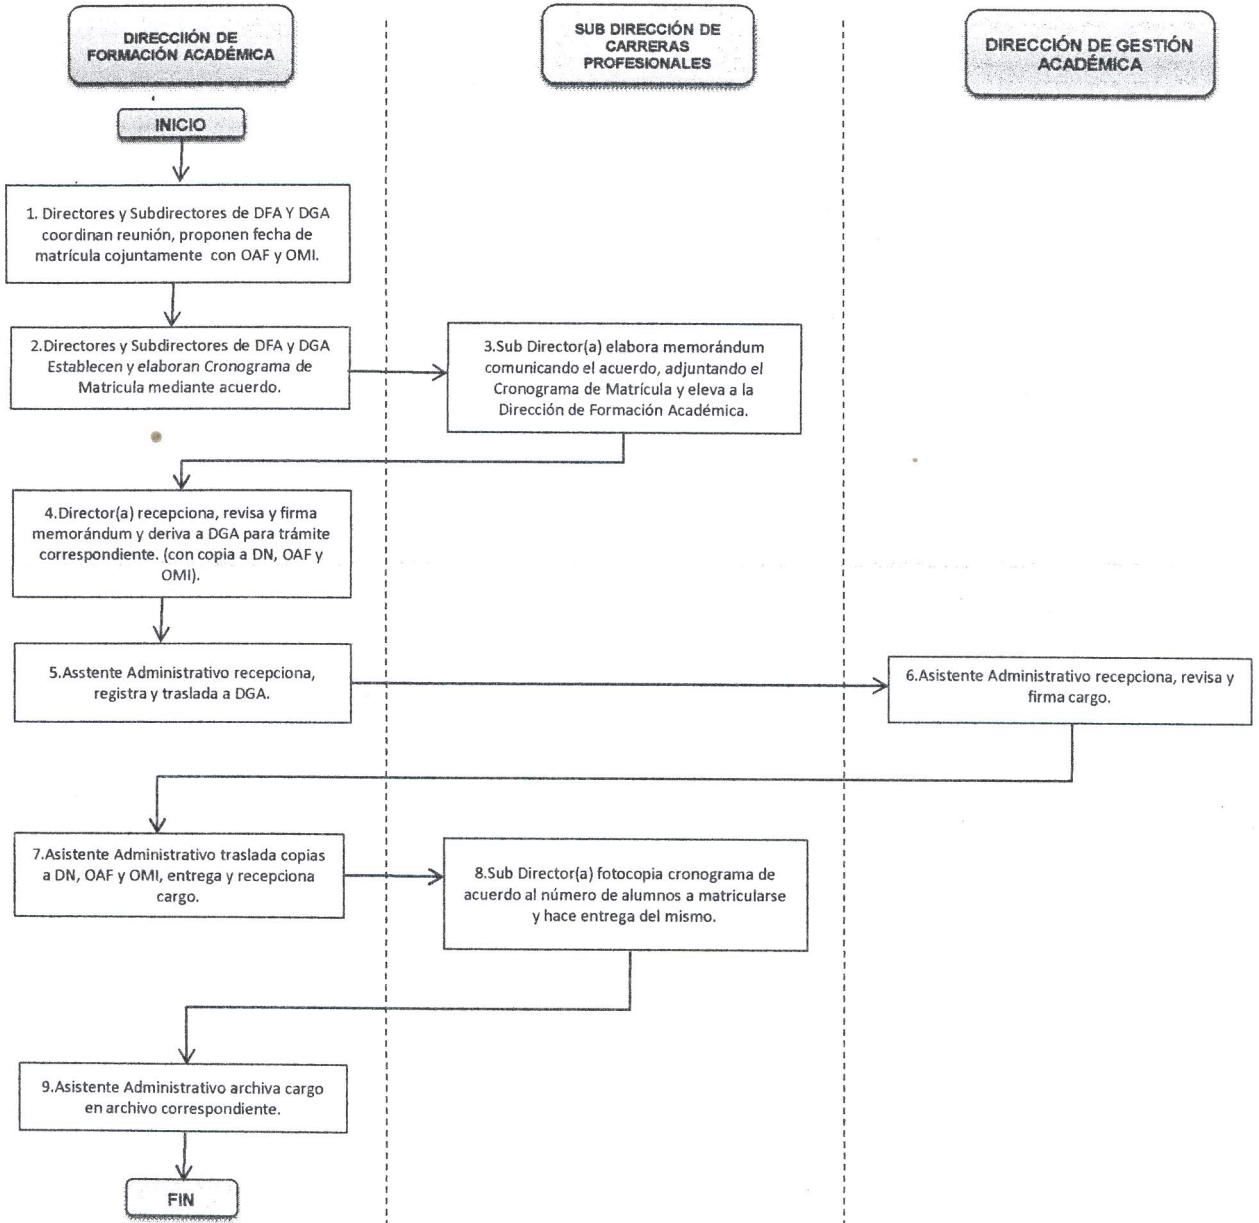 DIRECCIIÓN DE
FORMACIÓN ACADÉMICA
SUB DIRECCIÓN DE
CARRERAS
PROFESIONALES
DIRECCIÓN DE GESTIÓN
ACADÉMICA
INICIO
1. Directores y Subdirectores de DFA Y DGA
coordinan reunión, proponen fecha de
matrícula cojuntamente con OAF y OMI.
2.Directores y Subdirectores de DFA y DGA
Establecen y elaboran Cronograma de
Matricula mediante acuerdo.
3.Sub Director(a) elabora memorándum
comunicando el acuerdo, adjuntando el
Cronograma de Matrícula y eleva a la
Dirección de Formación Académica.
4.Director(a) recepciona, revisa y firma
memorándum y deriva a DGA para trámite
correspondiente. (con copia a DN, OAF y
OMI).
5.Asstente Administrativo recepciona,
registra y traslada a DGA.
6.Asistente Administrativo recepciona, revisa y
firma cargo.
7.Asistente Administrativo traslada copias
a DN, OAF y OMI, entrega y recepciona
cargo.
8.Sub Director(a) fotocopia cronograma de
acuerdo al número de alumnos a matricularse
y hace entrega del mismo.
9.Asistente Administrativo archiva cargo
en archivo correspondiente.
FIN